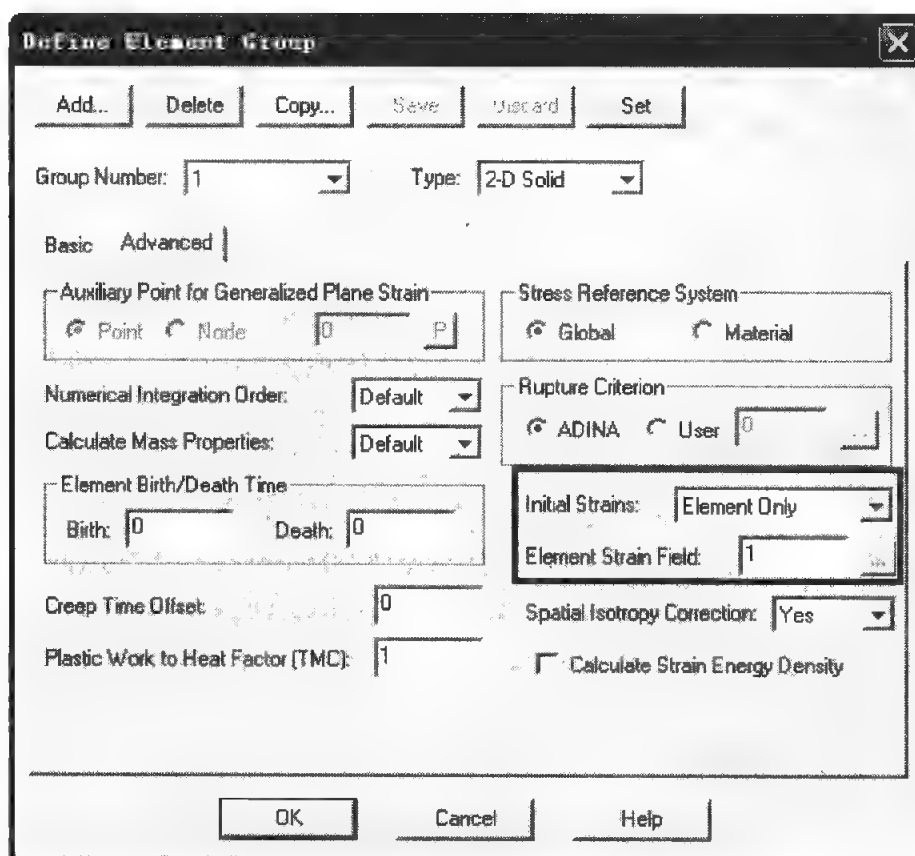 Define Element Group
Add... Delete Copy... Save Discard Set
Group Number: 1 Type: 2-D Solid
Basic Advanced
Auxiliary Point for Generalized Plane Strain
Point Node 0 P
Stress Reference System
Global Material
Numerical Integration Order: Default
Calculate Mass Properties: Default
Rupture Criterion
ADINA User 0 ...
Element Birth/Death Time
Birth: 0 Death: 0
Initial Strains: Element Only
Element Strain Field: 1 ...
Creep Time Offset: 0
Spatial Isotropy Correction: Yes
Plastic Work to Heat Factor (TMC): 1
Calculate Strain Energy Density
OK Cancel Help